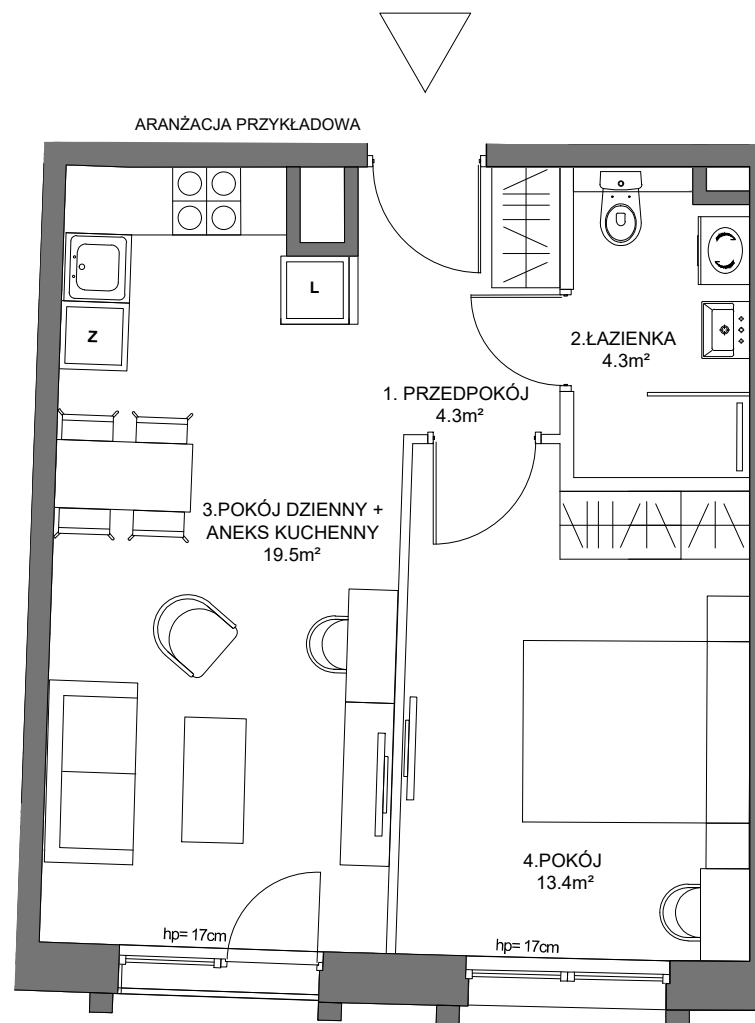 ARANŻACJA PRZYKŁADOWA
L
Z
2.ŁAZIENKA
4.3m²
1. PRZEDPOKÓJ
4.3m²
3.POKÓJ DZIENNY +
ANEKS KUCHENNY
19.5m²
4.POKÓJ
13.4m²
hp= 17cm
hp= 17cm